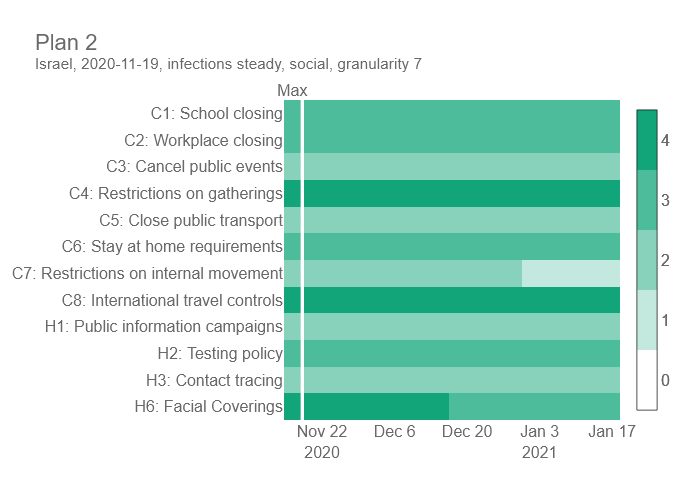 Plan 2
Israel, 2020-11-19, infections steady, social, granularity 7
Max
C1: School closing
C2: Workplace closing
C3: Cancel public events
C4: Restrictions on gatherings
C5: Close public transport
C6: Stay at home requirements
C7: Restrictions on internal movement
C8: International travel controls
H1: Public information campaigns
H2: Testing policy
H3: Contact tracing
H6: Facial Coverings
Nov 22 Dec 6 Dec 20 Jan 3 Jan 17
2020 2021
4
3
2
1
0